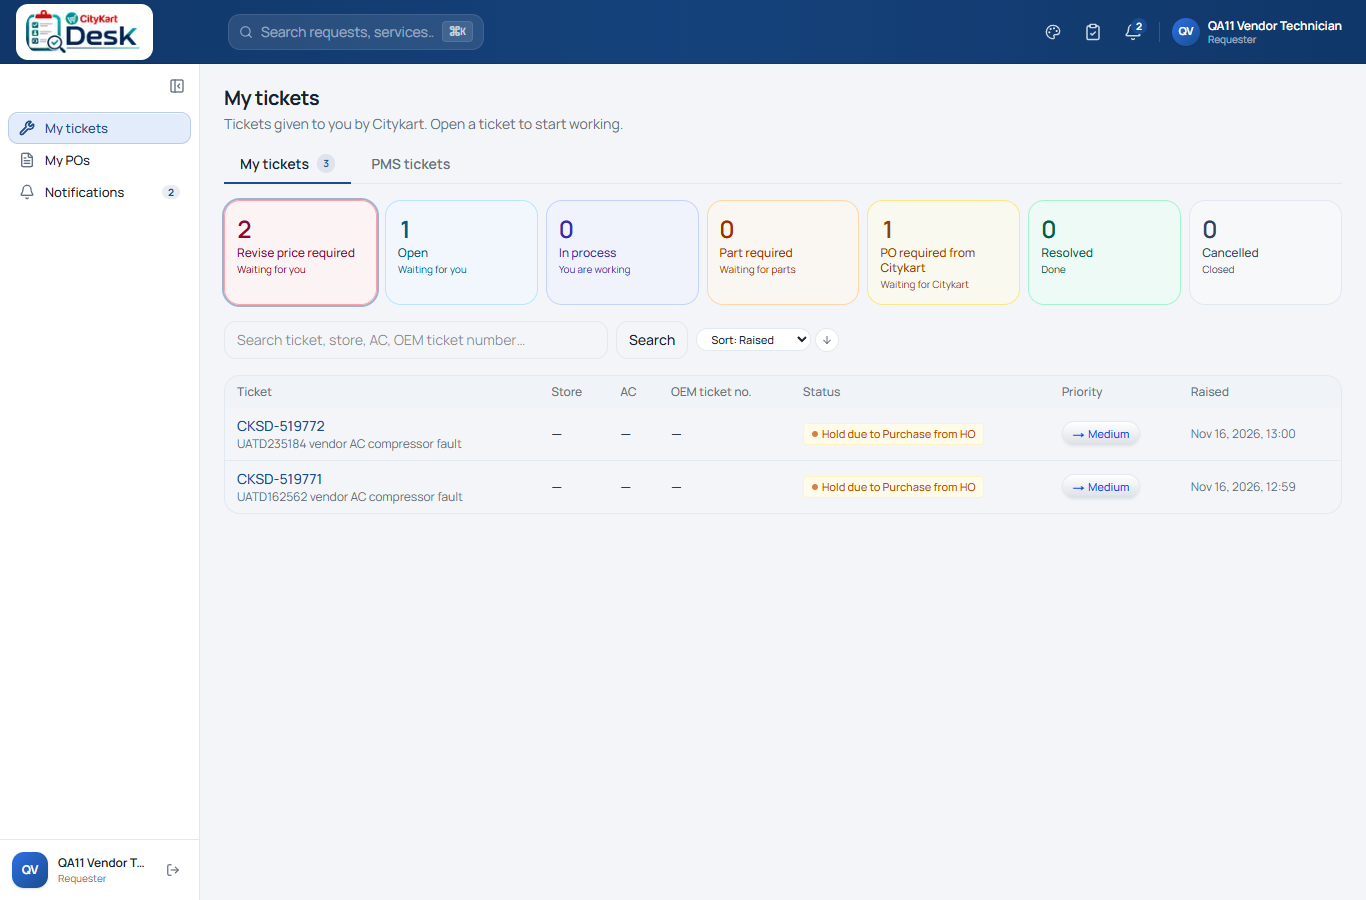 CityKart
Desk
Search requests, services..
⌘K
2
QV
QA11 Vendor Technician
Requester
My tickets
My POs
Notifications
2
My tickets
Tickets given to you by Citykart. Open a ticket to start working.
My tickets 3
PMS tickets
2
Revise price required
Waiting for you
1
Open
Waiting for you
0
In process
You are working
0
Part required
Waiting for parts
1
PO required from
Citykart
Waiting for Citykart
0
Resolved
Done
0
Cancelled
Closed
Search ticket, store, AC, OEM ticket number...
Search
Sort: Raised
Ticket Store AC OEM ticket no. Status Priority Raised
CKSD-519772
UATD235184 vendor AC compressor fault
— — — Hold due to Purchase from HO → Medium Nov 16, 2026, 13:00
CKSD-519771
UATD162562 vendor AC compressor fault
— — — Hold due to Purchase from HO → Medium Nov 16, 2026, 12:59
QV
QA11 Vendor T...
Requester